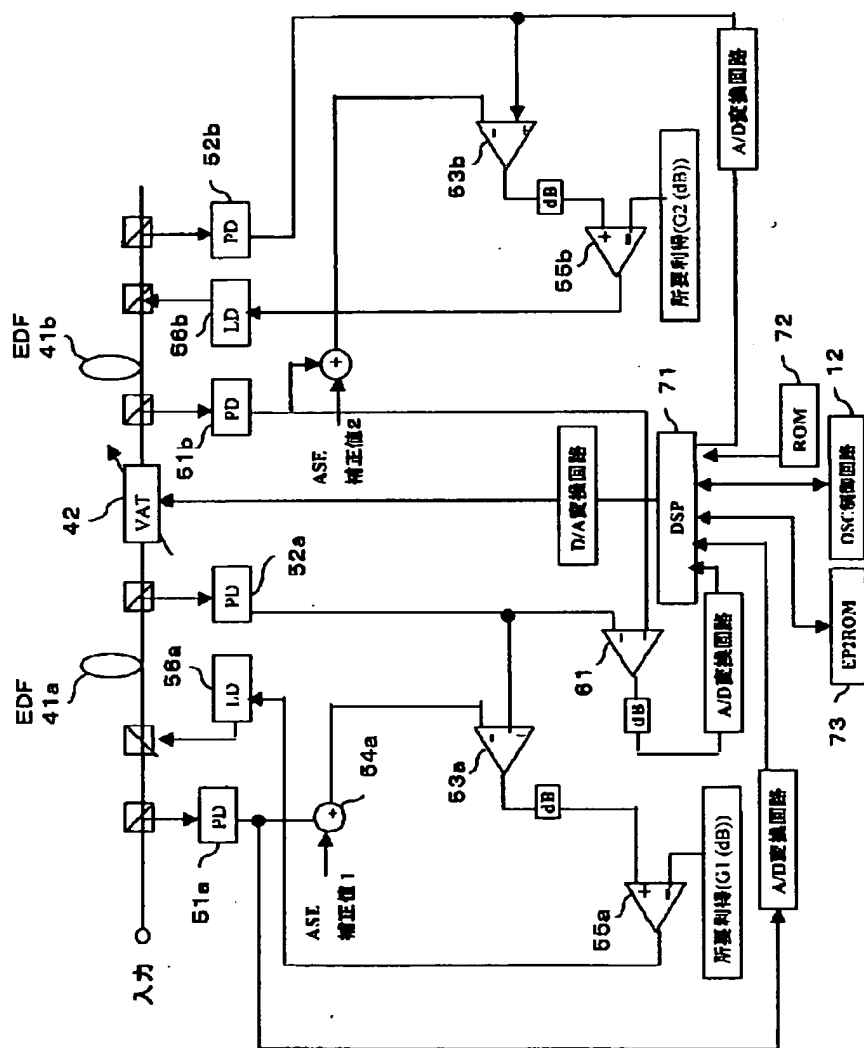 入力
51a
PD
ASE
補正値1
54a
+
EDF
41a
56a
LD
52a
PD
53a
-
dB
55a
+
-
所要利得(G1 (dB))
A/D変換回路
42
VAT
61
-
dB
A/D変換回路
D/A変換回路
71
DSP
EP2ROM
73
OSC制御回路
12
ROM
72
51b
PD
ASE
補正値2
+
EDF
41b
56b
LD
52b
PD
53b
-
+
dB
55b
+
-
所要利得(G2 (dB))
A/D変換回路